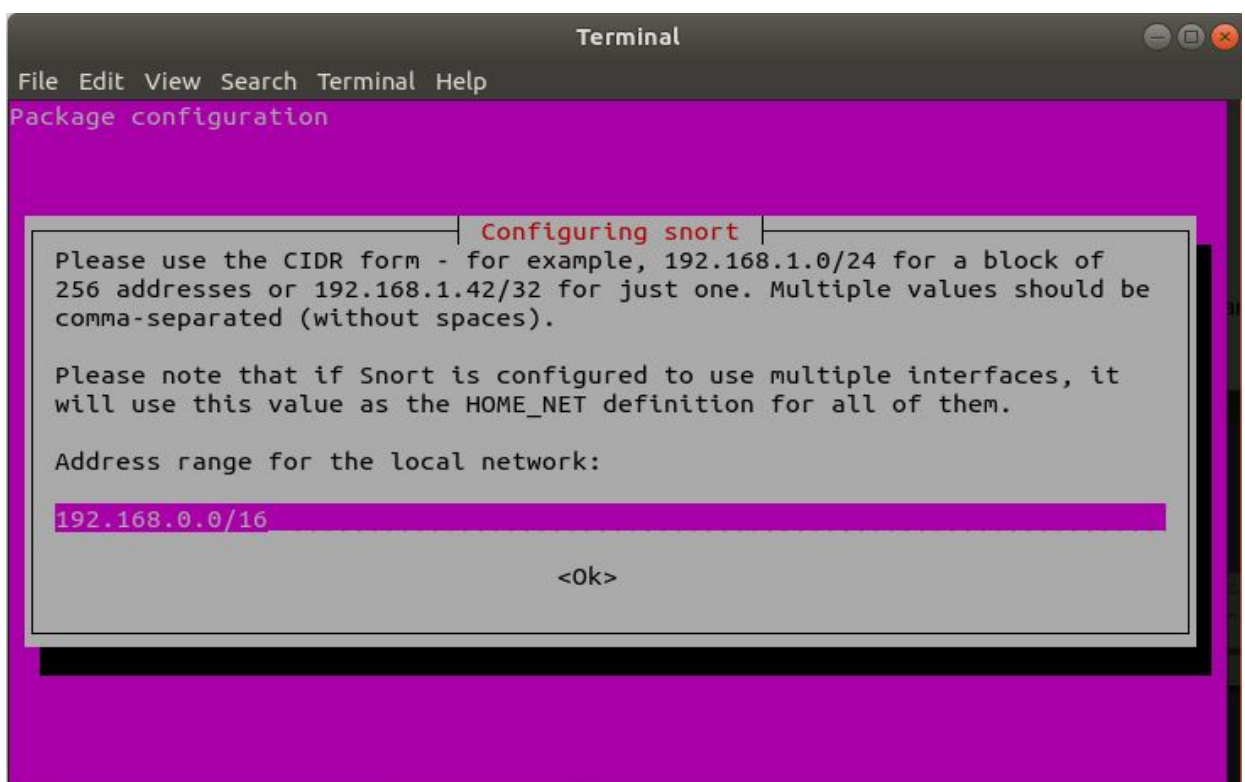 Terminal
File Edit View Search Terminal Help
Package configuration
Configuring snort
Please use the CIDR form - for example, 192.168.1.0/24 for a block of
256 addresses or 192.168.1.42/32 for just one. Multiple values should be
comma-separated (without spaces).
Please note that if Snort is configured to use multiple interfaces, it
will use this value as the HOME_NET definition for all of them.
Address range for the local network:
192.168.0.0/16
<Ok>